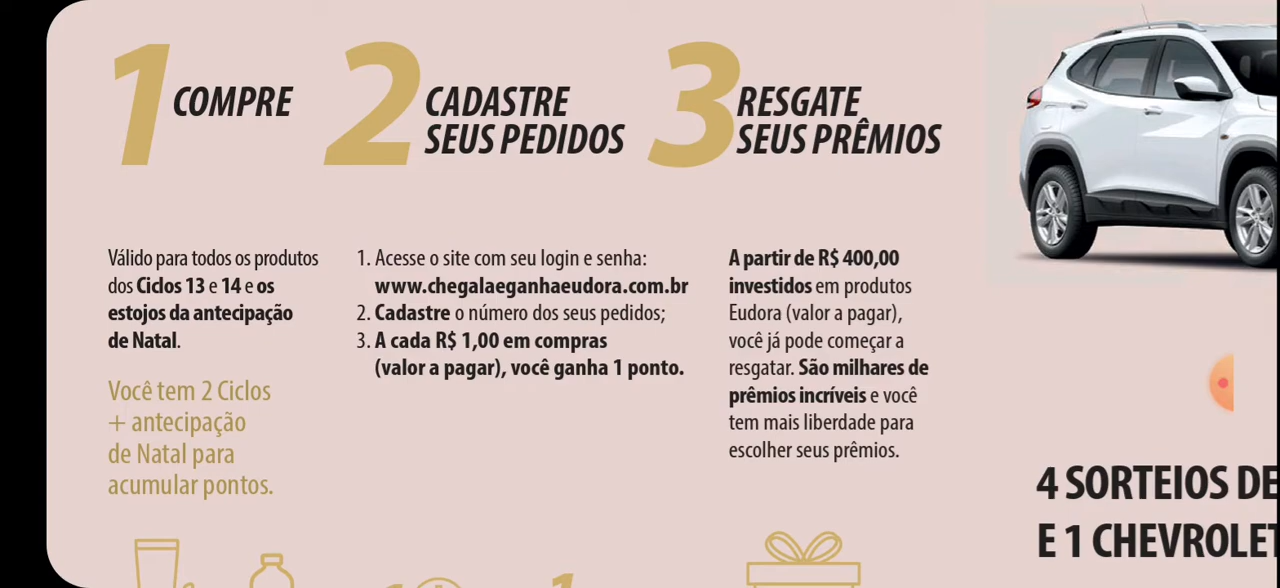 1 COMPRE
2 CADASTRE
SEUS PEDIDOS
3 RESGATE
SEUS PRÊMIOS
Válido para todos os produtos
dos Ciclos 13 e 14 e os
estojos da antecipação
de Natal.
Você tem 2 Ciclos
+ antecipação
de Natal para
acumular pontos.
1. Acesse o site com seu login e senha:
www.chegalaeganhaeudora.com.br
2. Cadastre o número dos seus pedidos;
3. A cada R$ 1,00 em compras
(valor a pagar), você ganha 1 ponto.
A partir de R$ 400,00
investidos em produtos
Eudora (valor a pagar),
você já pode começar a
resgatar. São milhares de
prêmios incríveis e você
tem mais liberdade para
escolher seus prêmios.
4 SORTEIOS DE
E 1 CHEVROLET